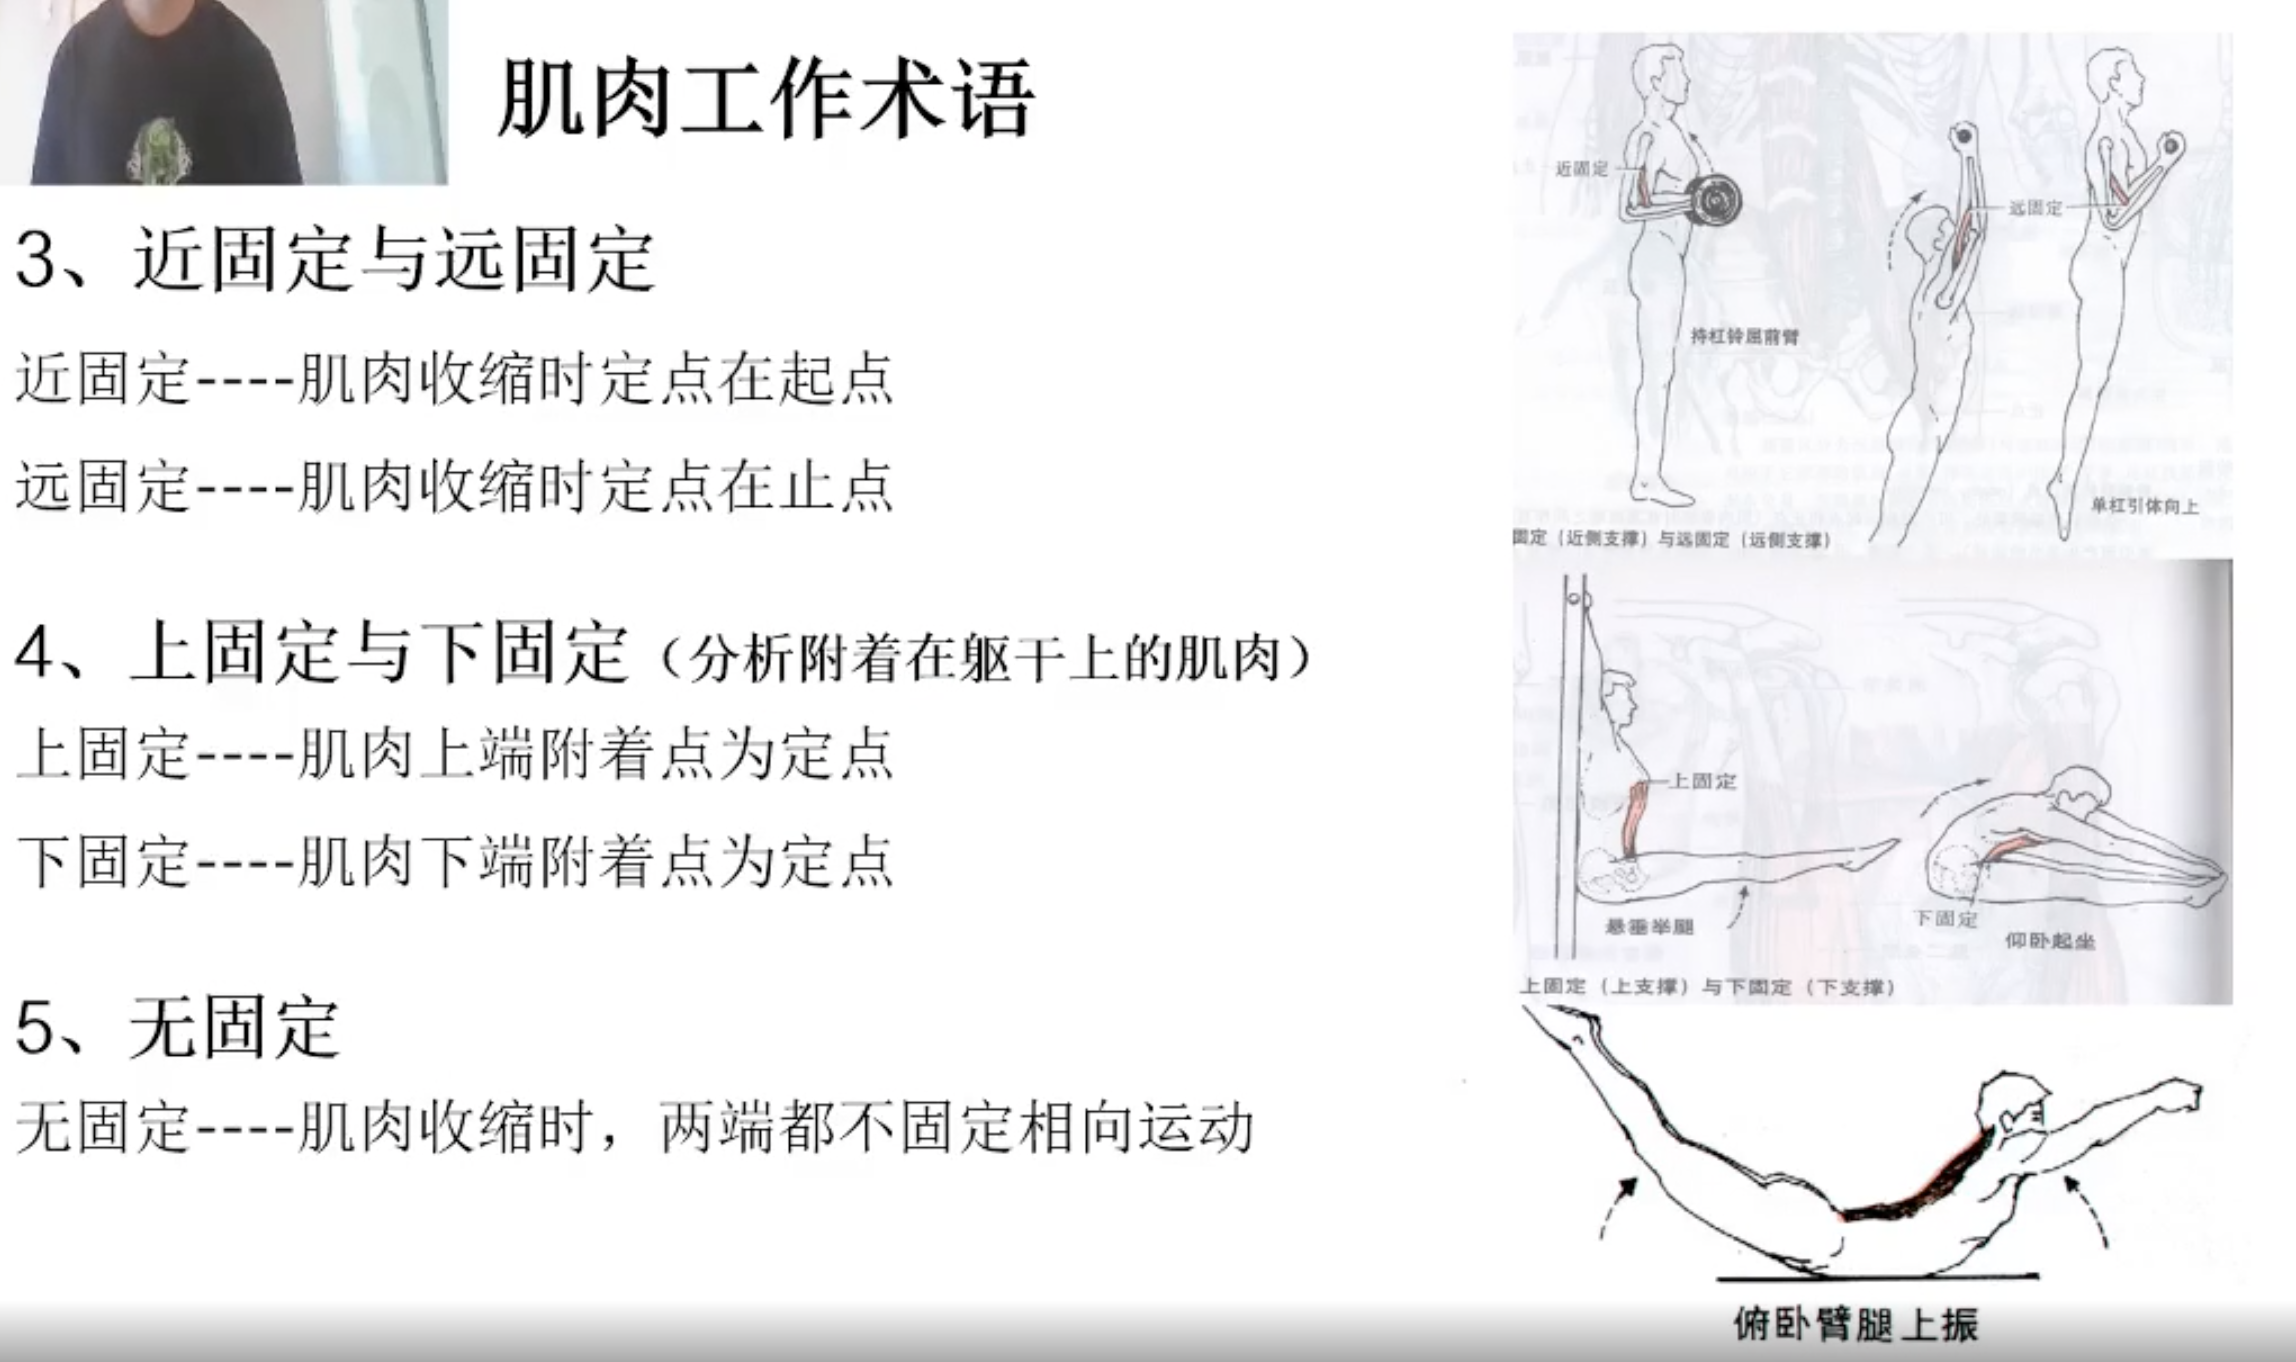 肌肉工作术语
3、近固定与远固定
近固定----肌肉收缩时定点在起点
远固定----肌肉收缩时定点在止点
4、上固定与下固定（分析附着在躯干上的肌肉）
上固定----肌肉上端附着点为定点
下固定----肌肉下端附着点为定点
5、无固定
无固定----肌肉收缩时，两端都不固定相向运动
近固定
远固定
持杠铃屈前臂
单杠引体向上
固定（近侧支撑）与远固定（远侧支撑）
上固定
悬垂举腿
下固定
仰卧起坐
上固定（上支撑）与下固定（下支撑）
俯卧臂腿上振